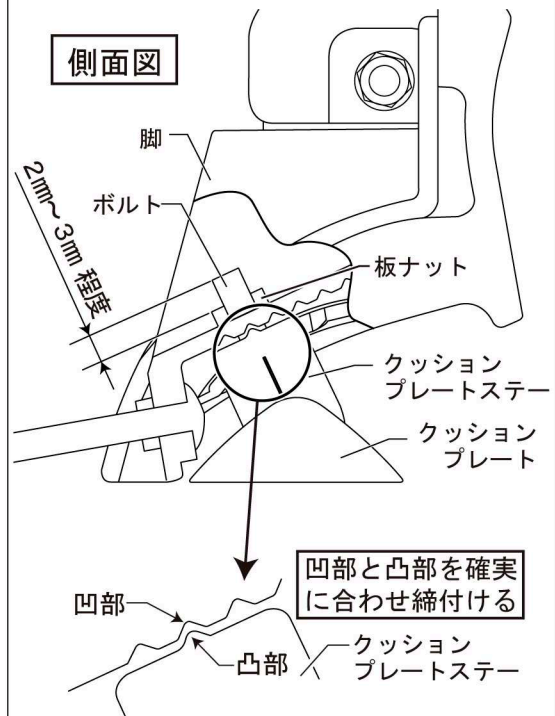 側面図
脚
ボルト
2㎜〜3㎜ 程度
板ナット
クッション
プレートステー
クッション
プレート
凹部と凸部を確実
に合わせ締付ける
凹部
凸部
クッション
プレートステー